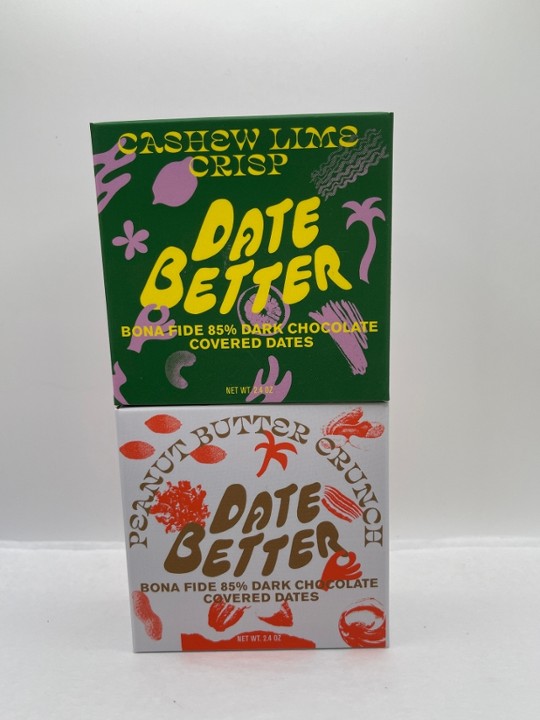 CASHEW LIME
CRISP
DATE
BETTER
BONA FIDE 85% DARK CHOCOLATE
COVERED DATES
NET WT. 2.4 OZ
PEANUT BUTTER CRUNCH
DATE
BETTER
BONA FIDE 85% DARK CHOCOLATE
COVERED DATES
NET WT. 2.4 OZ